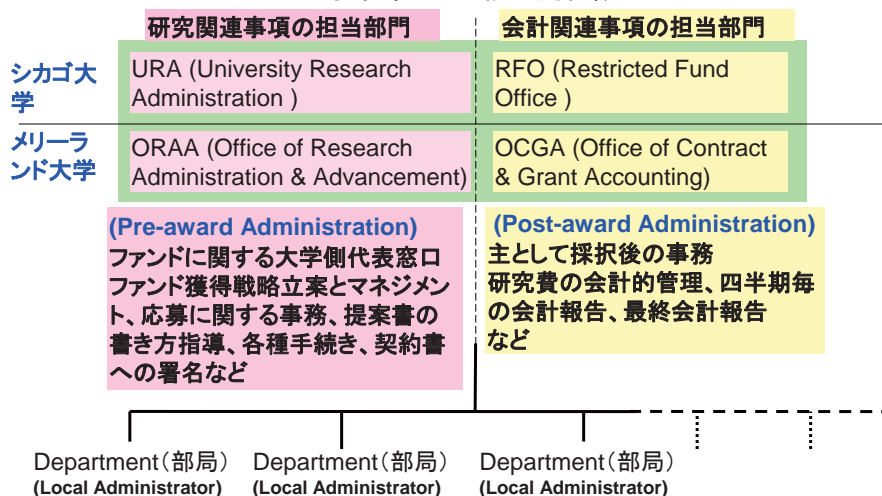 研究関連事項の担当部門
会計関連事項の担当部門
シカゴ大
学
URA (University Research
Administration )
RFO (Restricted Fund
Office )
メリーラ
ンド大学
ORAA (Office of Research
Administration & Advancement)
OCGA (Office of Contract
& Grant Accounting)
(Pre-award Administration)
ファンドに関する大学側代表窓口
ファンド獲得戦略立案とマネジメン
ト、応募に関する事務、提案書の
書き方指導、各種手続き、契約書
への署名など
(Post-award Administration)
主として採択後の事務
研究費の会計的管理、四半期毎
の会計報告、最終会計報告
など
Department(部局)
(Local Administrator)
Department(部局)
(Local Administrator)
Department(部局)
(Local Administrator)